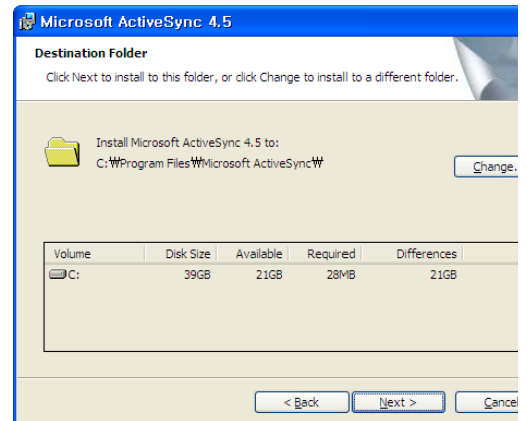 Microsoft ActiveSync 4.5
Destination Folder
Click Next to install to this folder, or click Change to install to a different folder.
Install Microsoft ActiveSync 4.5 to:
C:₩Program Files₩Microsoft ActiveSync₩
Change.
Volume Disk Size Available Required Differences
C: 39GB 21GB 28MB 21GB
< Back Next > Cancel